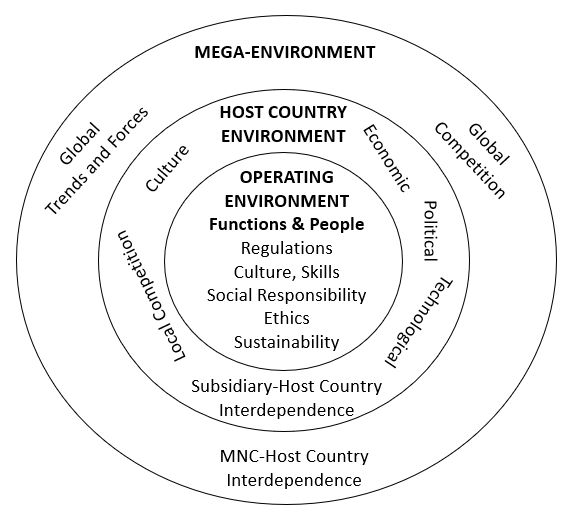 MEGA-ENVIRONMENT
Global
Trends and Forces
Global
Competition
HOST COUNTRY
ENVIRONMENT
Culture
Economic
Political
Technological
Local Competition
OPERATING
ENVIRONMENT
Functions & People
Regulations
Culture, Skills
Social Responsibility
Ethics
Sustainability
Subsidiary-Host Country
Interdependence
MNC-Host Country
Interdependence